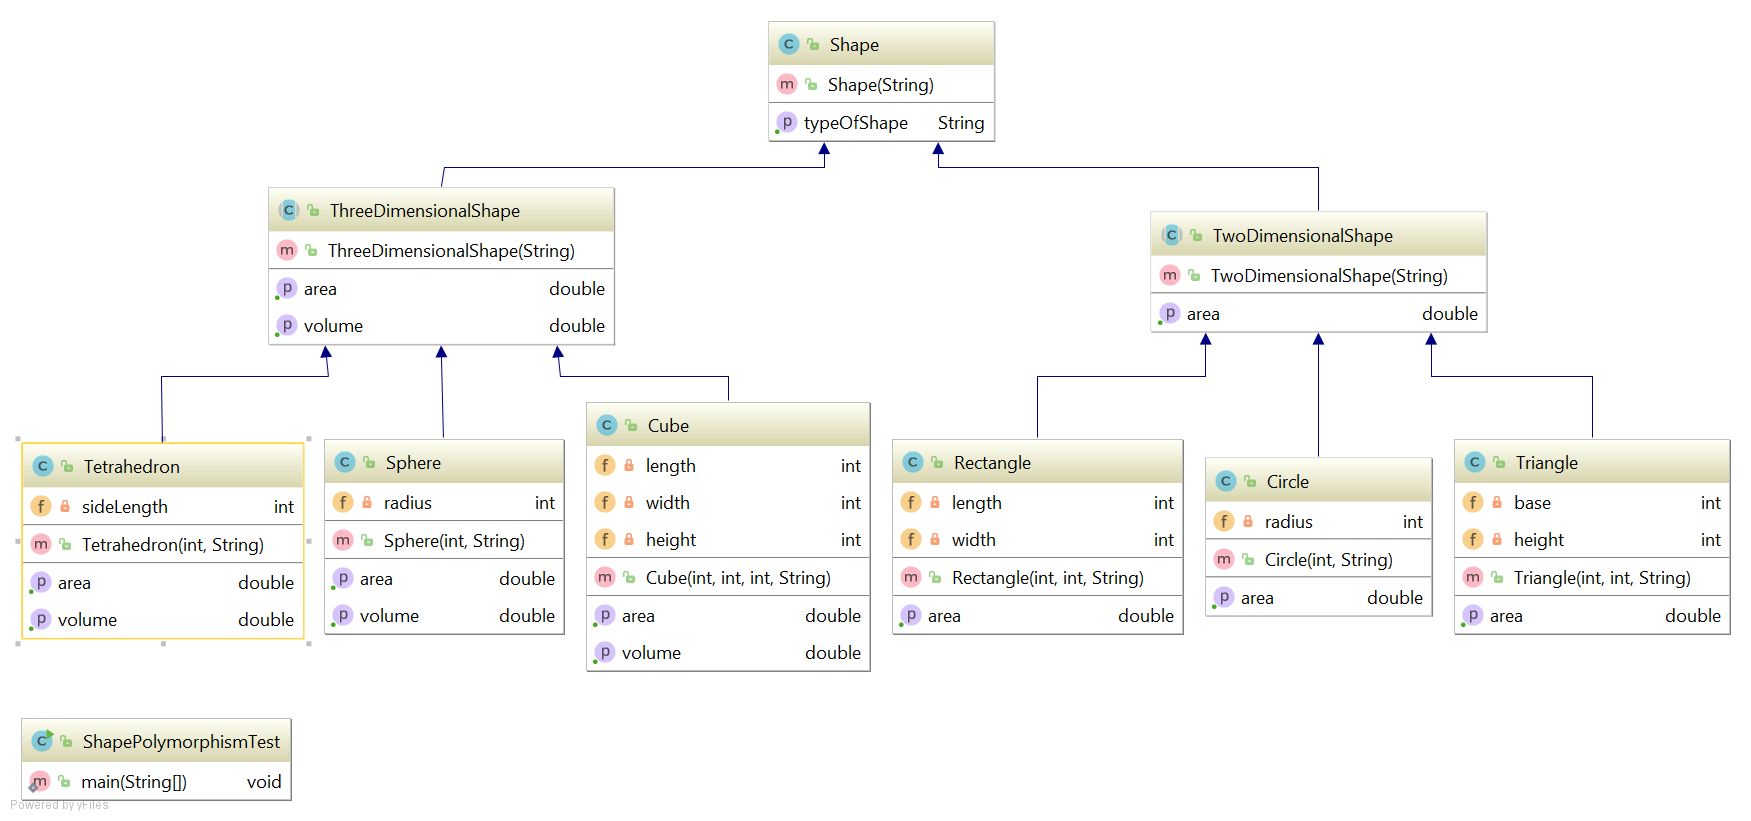 Shape
Shape(String)
typeOfShape String
ThreeDimensionalShape
ThreeDimensionalShape(String)
area double
volume double
TwoDimensionalShape
TwoDimensionalShape(String)
area double
Tetrahedron
sideLength int
Tetrahedron(int, String)
area double
volume double
Sphere
radius int
Sphere(int, String)
area double
volume double
Cube
length int
width int
height int
Cube(int, int, int, String)
area double
volume double
Rectangle
length int
width int
Rectangle(int, int, String)
area double
Circle
radius int
Circle(int, String)
area double
Triangle
base int
height int
Triangle(int, int, String)
area double
ShapePolymorphismTest
main(String[]) void
Powered by yFiles